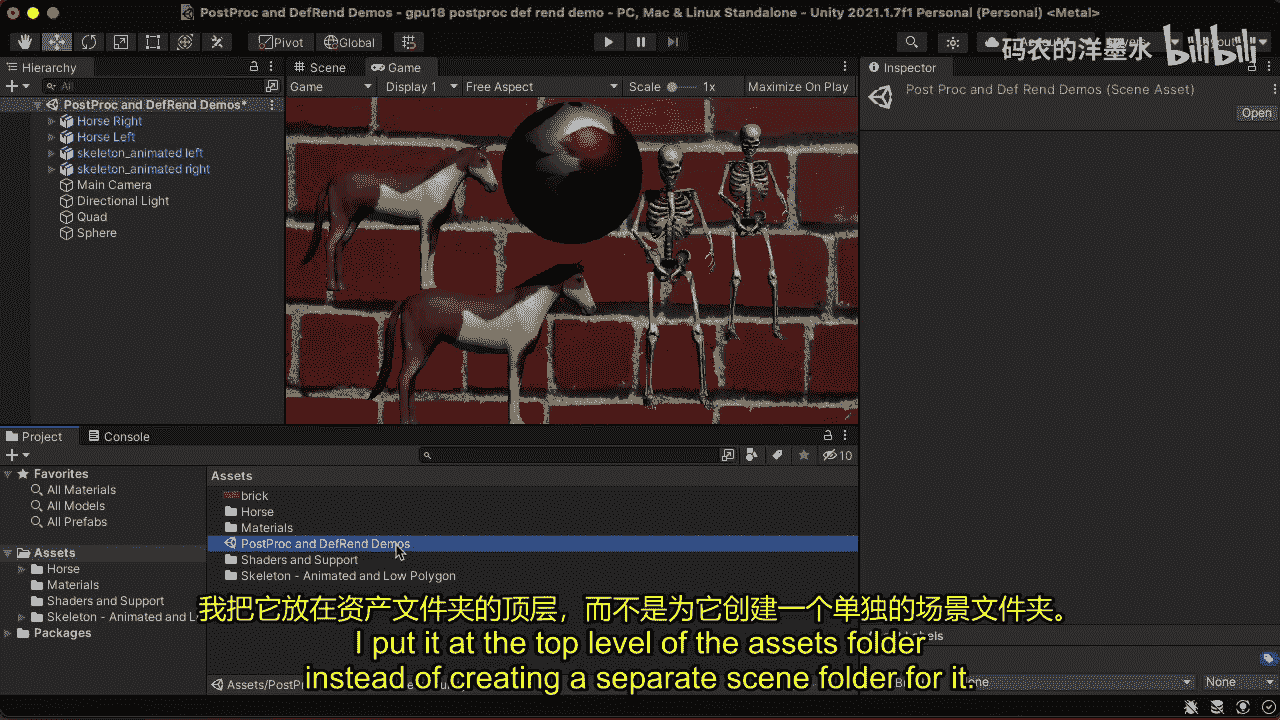 PostProc and DefRend Demos - gpu18 postproc def rend demo - PC, Mac & Linux Standalone - Unity 2021.1.7f1 Personal (Personal) <Metal>
Pivot
Global
码农的洋墨水
bilibili
Hierarchy
All
PostProc and DefRend Demos*
Horse Right
Horse Left
skeleton_animated left
skeleton_animated right
Main Camera
Directional Light
Quad
Sphere
Scene
Game
Game
Display 1
Free Aspect
Scale
1x
Maximize On Play
Inspector
Post Proc and Def Rend Demos (Scene Asset)
Open
Project
Console
10
Favorites
All Materials
All Models
All Prefabs
Assets
Horse
Materials
Shaders and Support
Skeleton - Animated and L
Packages
Assets
brick
Horse
Materials
PostProc and DefRend Demos
Shaders and Support
Skeleton - Animated and Low Polygon
我把它放在资产文件夹的顶层，而不是为它创建一个单独的场景文件夹。
I put it at the top level of the assets folder
instead of creating a separate scene folder for it.
Assets/PostPr
None